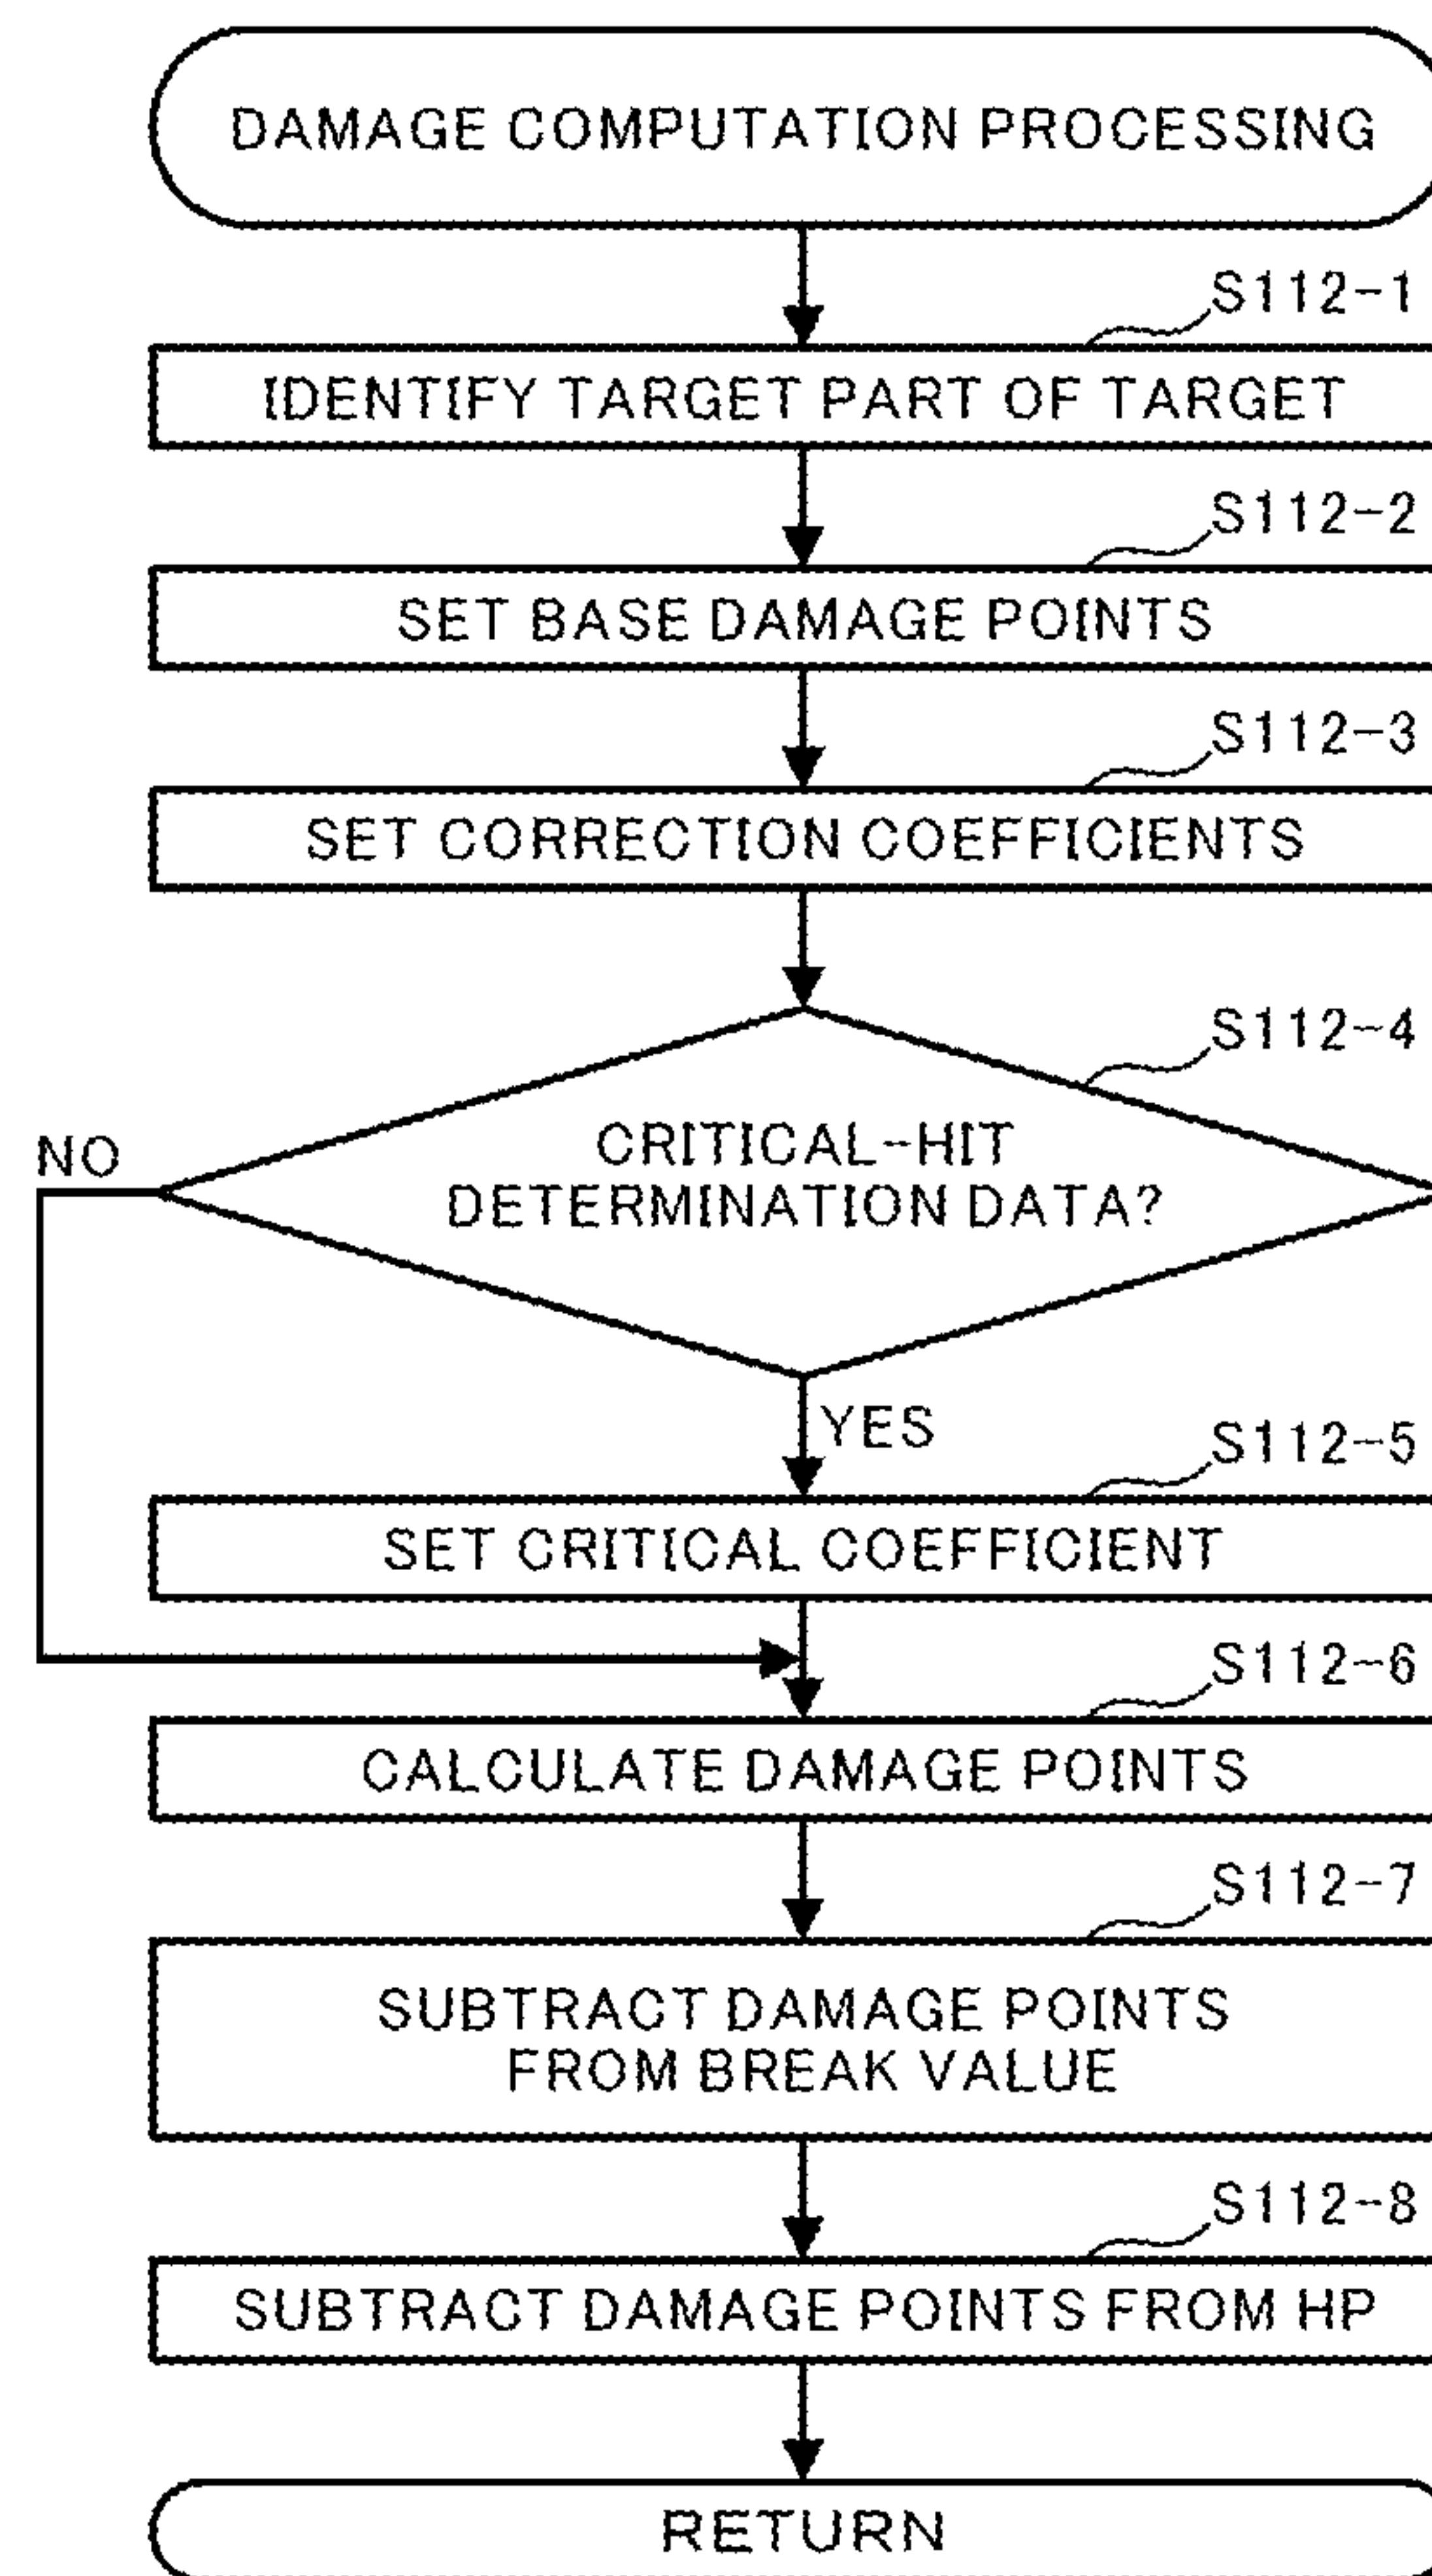 DAMAGE COMPUTATION PROCESSING
S112-1
IDENTIFY TARGET PART OF TARGET
S112-2
SET BASE DAMAGE POINTS
S112-3
SET CORRECTION COEFFICIENTS
S112-4
NO
CRITICAL-HIT
DETERMINATION DATA?
YES
S112-5
SET CRITICAL COEFFICIENT
S112-6
CALCULATE DAMAGE POINTS
S112-7
SUBTRACT DAMAGE POINTS
FROM BREAK VALUE
S112-8
SUBTRACT DAMAGE POINTS FROM HP
RETURN